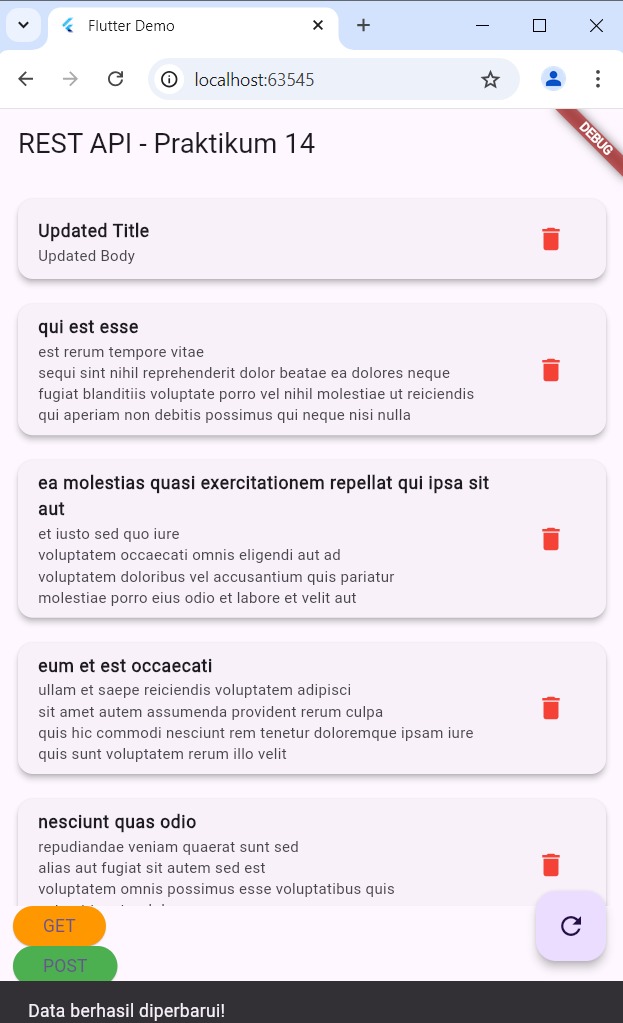 Flutter Demo
localhost:63545
DEBUG
REST API - Praktikum 14
Updated Title
Updated Body
qui est esse
est rerum tempore vitae
sequi sint nihil reprehenderit dolor beatae ea dolores neque
fugiat blanditiis voluptate porro vel nihil molestiae ut reiciendis
qui aperiam non debitis possimus qui neque nisi nulla
ea molestias quasi exercitationem repellat qui ipsa sit
aut
et iusto sed quo iure
voluptatem occaecati omnis eligendi aut ad
voluptatem doloribus vel accusantium quis pariatur
molestiae porro eius odio et labore et velit aut
eum et est occaecati
ullam et saepe reiciendis voluptatem adipisci
sit amet autem assumenda provident rerum culpa
quis hic commodi nesciunt rem tenetur doloremque ipsam iure
quis sunt voluptatem rerum illo velit
nesciunt quas odio
repudiandae veniam quaerat sunt sed
alias aut fugiat sit autem sed est
voluptatem omnis possimus esse voluptatibus quis
GET
POST
Data berhasil diperbarui!